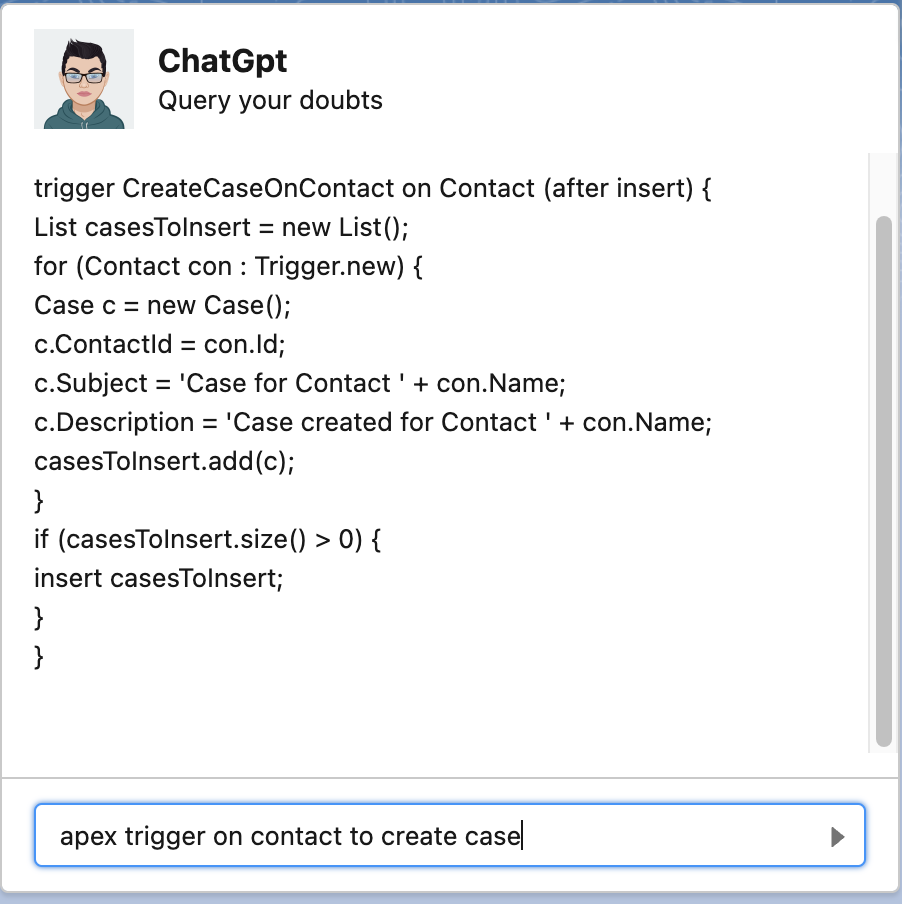 ChatGpt
Query your doubts
trigger CreateCaseOnContact on Contact (after insert) {
List casesToInsert = new List();
for (Contact con : Trigger.new) {
Case c = new Case();
c.ContactId = con.Id;
c.Subject = 'Case for Contact ' + con.Name;
c.Description = 'Case created for Contact ' + con.Name;
casesToInsert.add(c);
}
if (casesToInsert.size() > 0) {
insert casesToInsert;
}
}
apex trigger on contact to create case